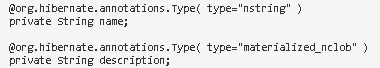 @org.hibernate.annotations.Type( type="nstring" )
private String name;
@org.hibernate.annotations.Type( type="materialized_nclob" )
private String description;